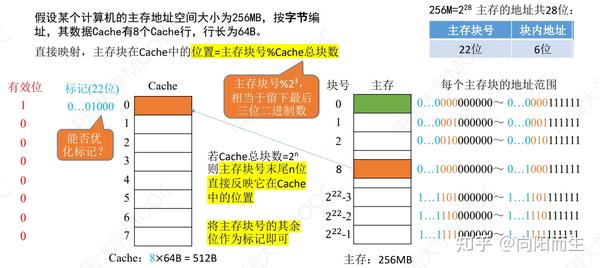 假设某个计算机的主存地址空间大小为256MB，按字节编
址，其数据Cache有8个Cache行，行长为64B。
直接映射，主存块在Cache中的位置=主存块号%Cache总块数
256M=2²⁸ 主存的地址共28位：
主存块号 块内地址
22位 6位
主存块号%2³，
相当于留下最后
三位二进制数
有效位 标记(22位) Cache 块号 主存 每个主存块的地址范围
1 0…01000 0
能否优
化标记？
0 1
0 2
0 3
0 4
0 5
0 6
0 7
若Cache总块数=2ⁿ
则主存块号末尾n位
直接反映它在Cache
中的位置
将主存块号的其余
位作为标记即可
0 0…0000000000～ 0…0000111111
1 0…0001000000～ 0…0001111111
2 0…0010000000～ 0…0010111111
8 0…1000000000～ 0…1000111111
2²²-3 1…1101000000～ 1…1101111111
2²²-2 1…1110000000～ 1…1110111111
2²²-1 1…1111000000～ 1…1111111111
Cache：8×64B = 512B
主存：256MB
知乎 @向阳而生